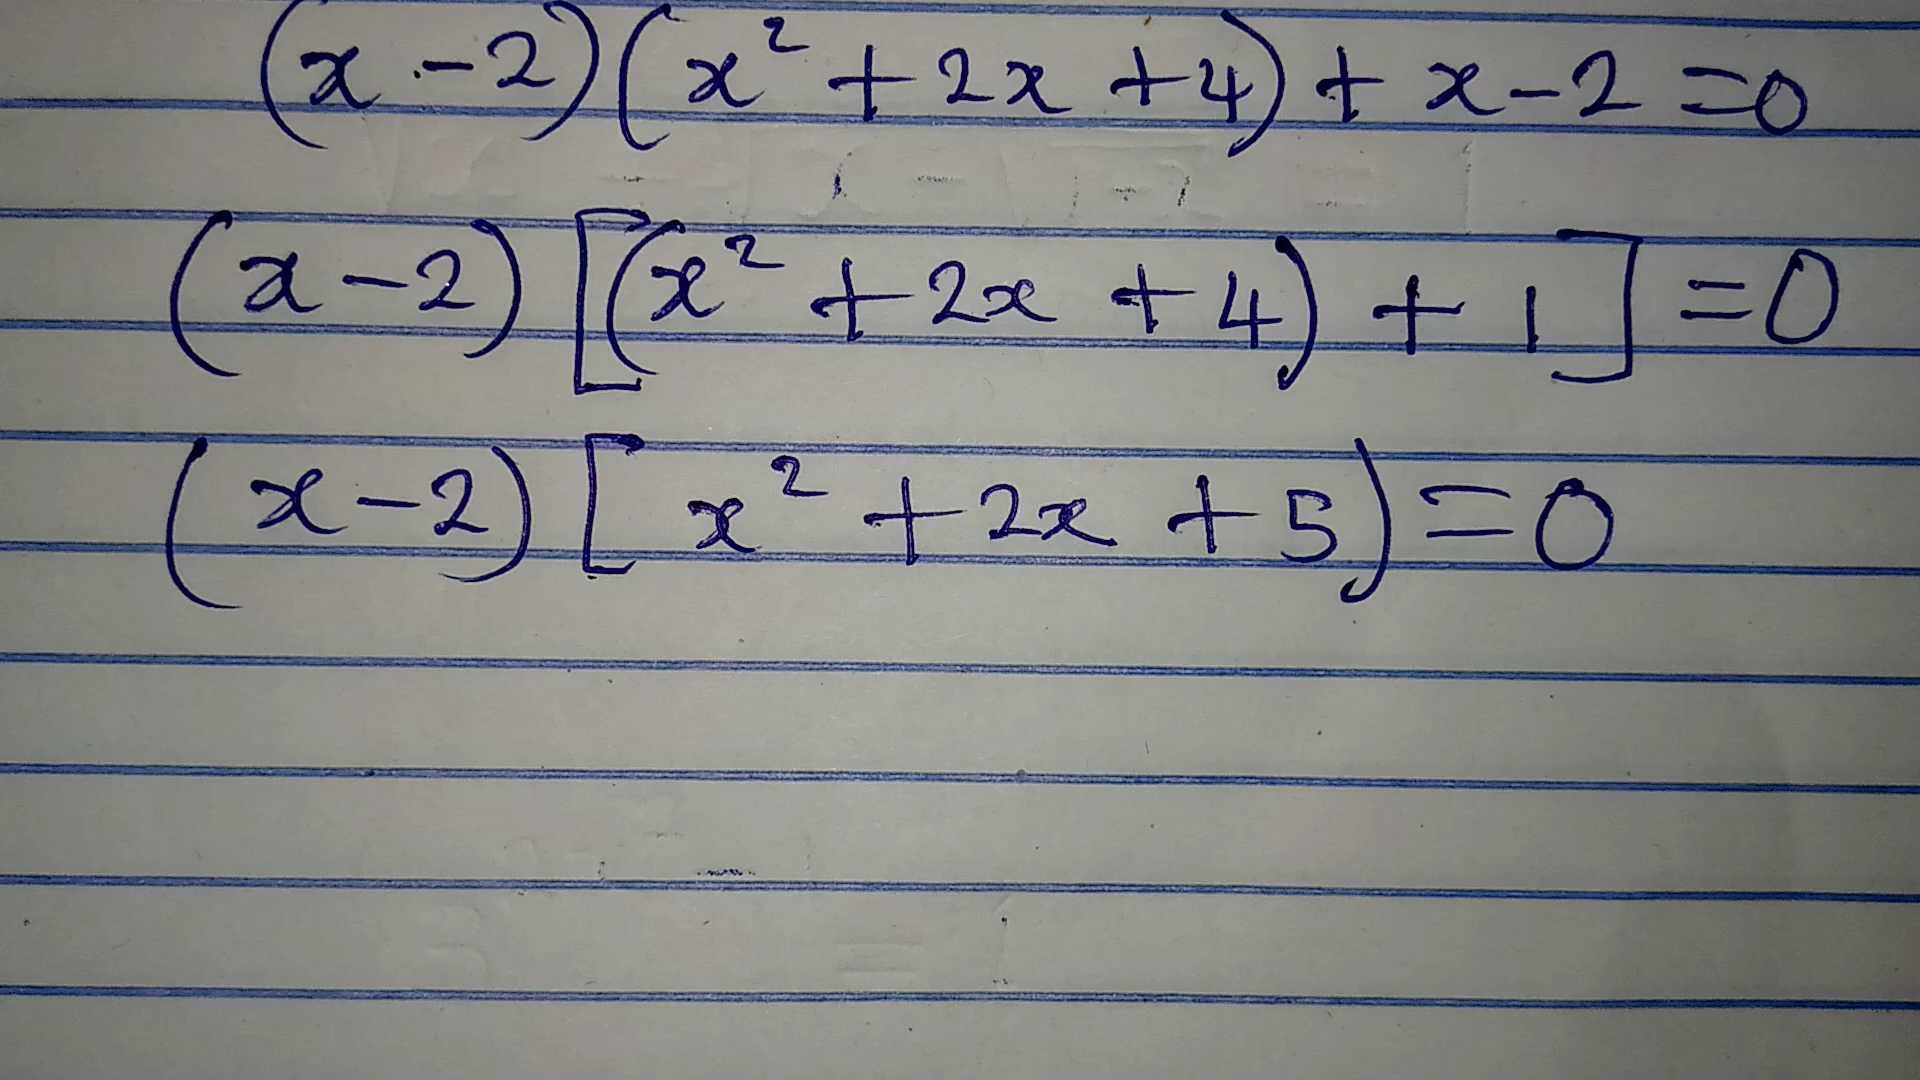 (x-2)(x² + 2x + 4) + x - 2 = 0
(x-2)[(x² + 2x + 4) + 1] = 0
(x-2)[x² + 2x + 5) = 0